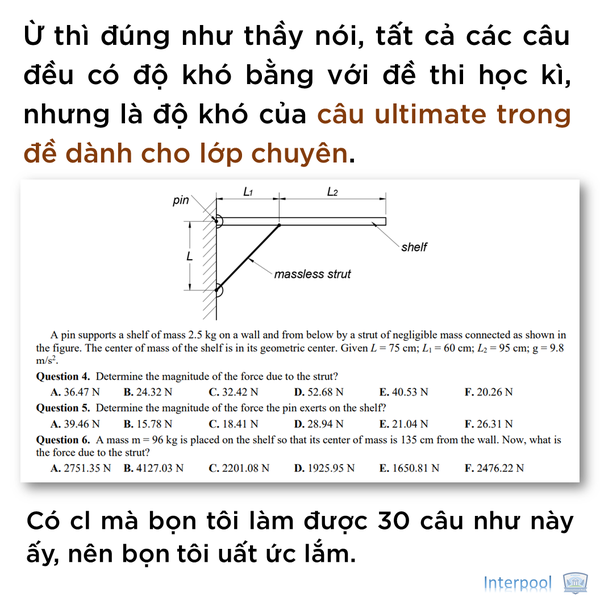 Ừ thì đúng như thầy nói, tất cả các câu
đều có độ khó bằng với đề thi học kì,
nhưng là độ khó của câu ultimate trong
đề dành cho lớp chuyên.
L1 L2
pin
shelf
L
massless strut
A pin supports a shelf of mass 2.5 kg on a wall and from below by a strut of negligible mass connected as shown in
the figure. The center of mass of the shelf is in its geometric center. Given L = 75 cm; L₁ = 60 cm; L₂ = 95 cm; g = 9.8
m/s².
Question 4. Determine the magnitude of the force due to the strut?
A. 36.47 N B. 24.32 N C. 32.42 N D. 52.68 N E. 40.53 N F. 20.26 N
Question 5. Determine the magnitude of the force the pin exerts on the shelf?
A. 39.46 N B. 15.78 N C. 18.41 N D. 28.94 N E. 21.04 N F. 26.31 N
Question 6. A mass m = 96 kg is placed on the shelf so that its center of mass is 135 cm from the wall. Now, what is
the force due to the strut?
A. 2751.35 N B. 4127.03 N C. 2201.08 N D. 1925.95 N E. 1650.81 N F. 2476.22 N
Có cl mà bọn tôi làm được 30 câu như này
ấy, nên bọn tôi uất ức lắm.
Interpool